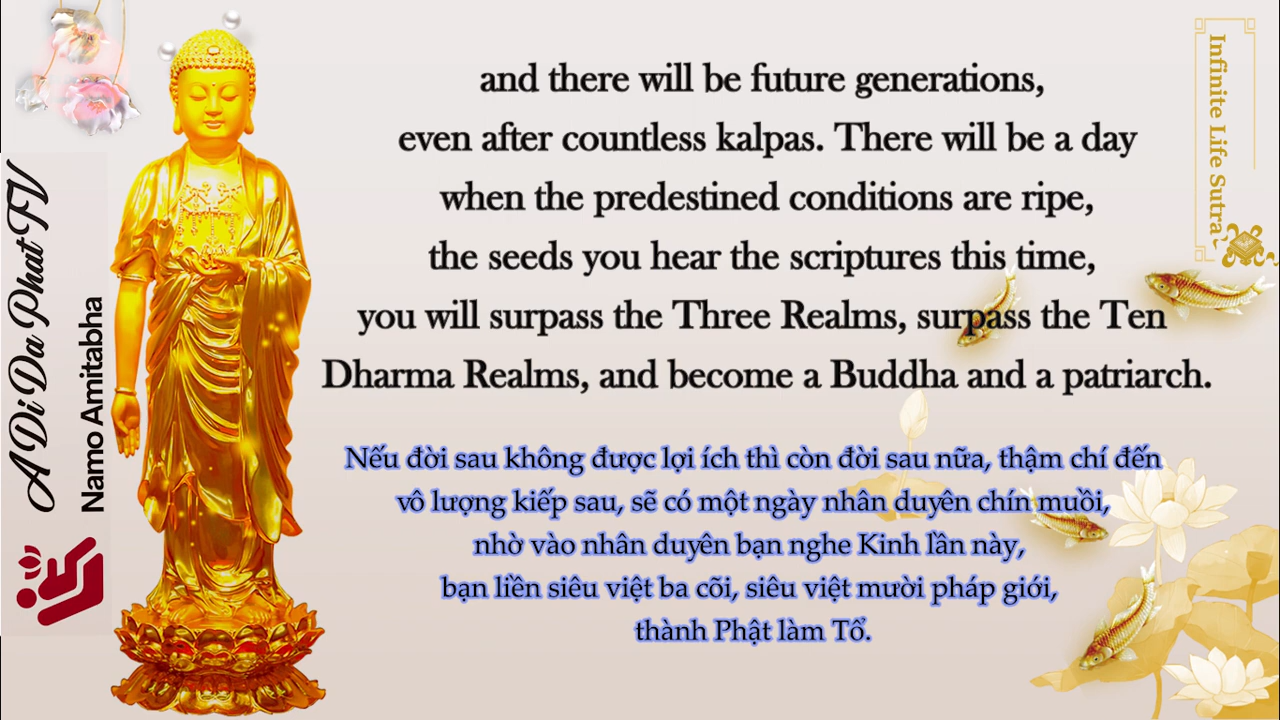 and there will be future generations,
even after countless kalpas. There will be a day
when the predestined conditions are ripe,
the seeds you hear the scriptures this time,
you will surpass the Three Realms, surpass the Ten
Dharma Realms, and become a Buddha and a patriarch.
Nếu đời sau không được lợi ích thì còn đời sau nữa, thậm chí đến
vô lượng kiếp sau, sẽ có một ngày nhân duyên chín muồi,
nhờ vào nhân duyên bạn nghe Kinh lần này,
bạn liền siêu việt ba cõi, siêu việt mười pháp giới,
thành Phật làm Tổ.
A Di Da Phat TV
Namo Amitabha
Infinite Life Sutra